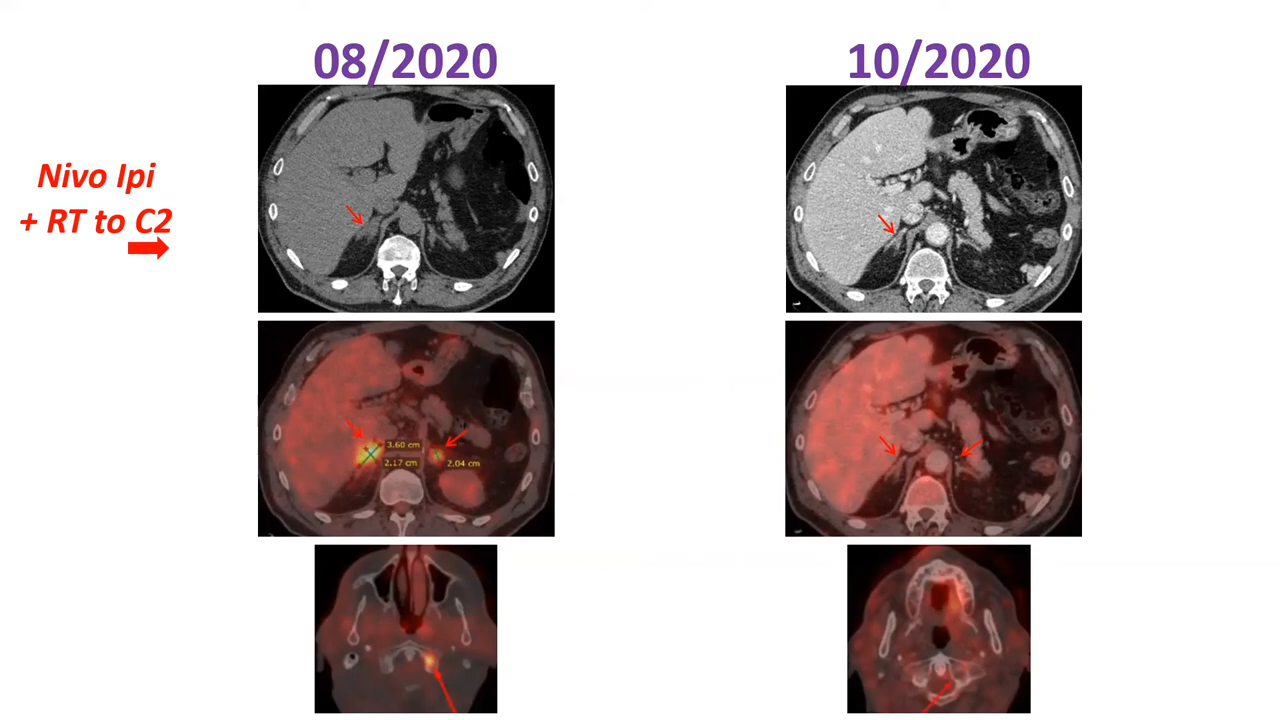 08/2020
10/2020
Nivo Ipi
+ RT to C2
3.60 cm
2.17 cm
2.04 cm